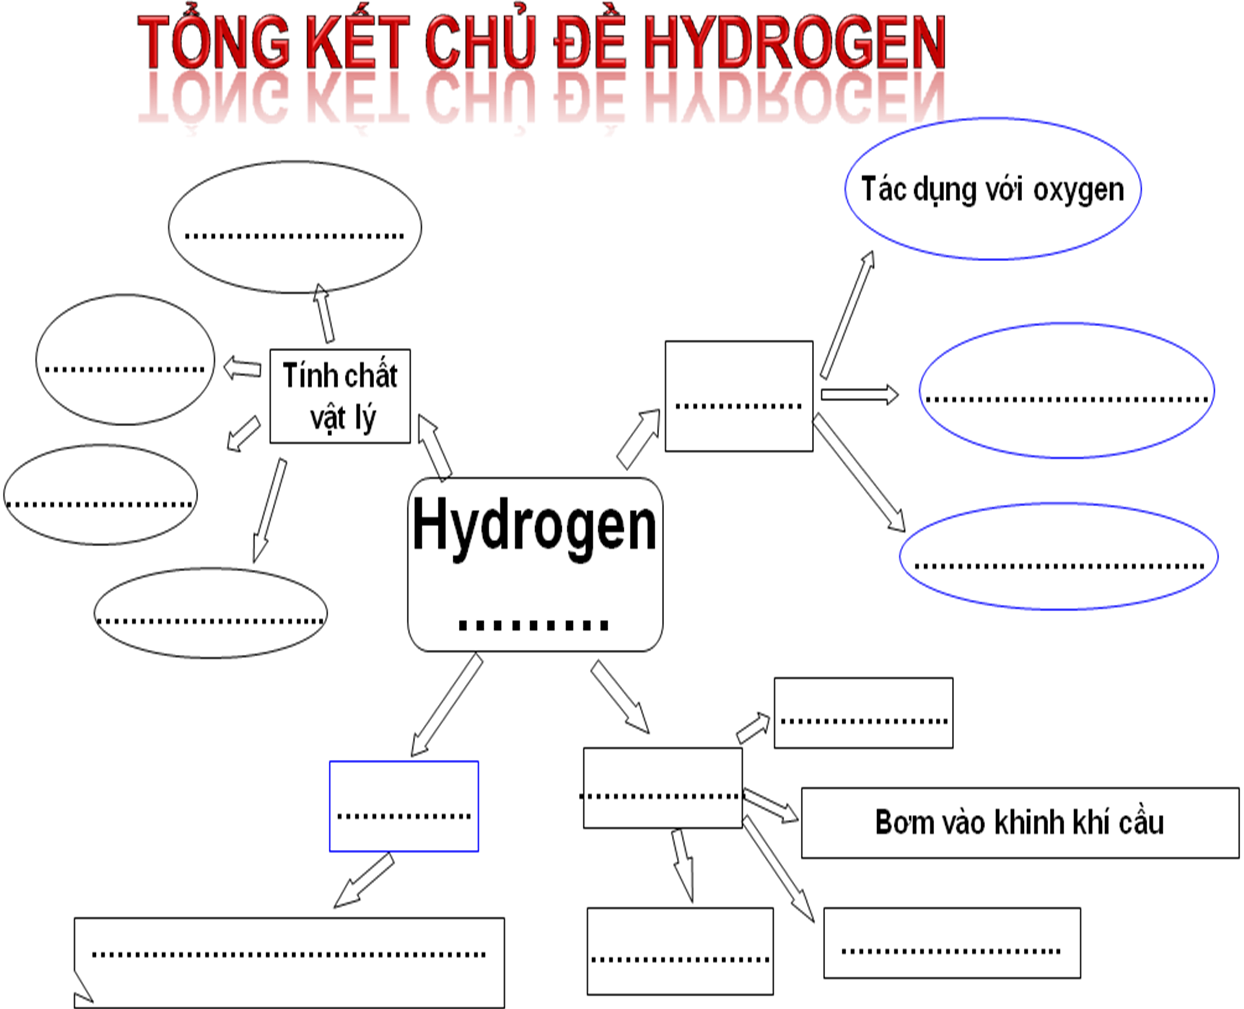 TỔNG KẾT CHỦ ĐỀ HYDROGEN
Tác dụng với oxygen
........................
..................
Tính chất
vật lý
..............
................................
.....................
Hydrogen
.........
.................................
..........................
...................
...............
...................
Bơm vào khinh khí cầu
.............................................
.....................
.........................